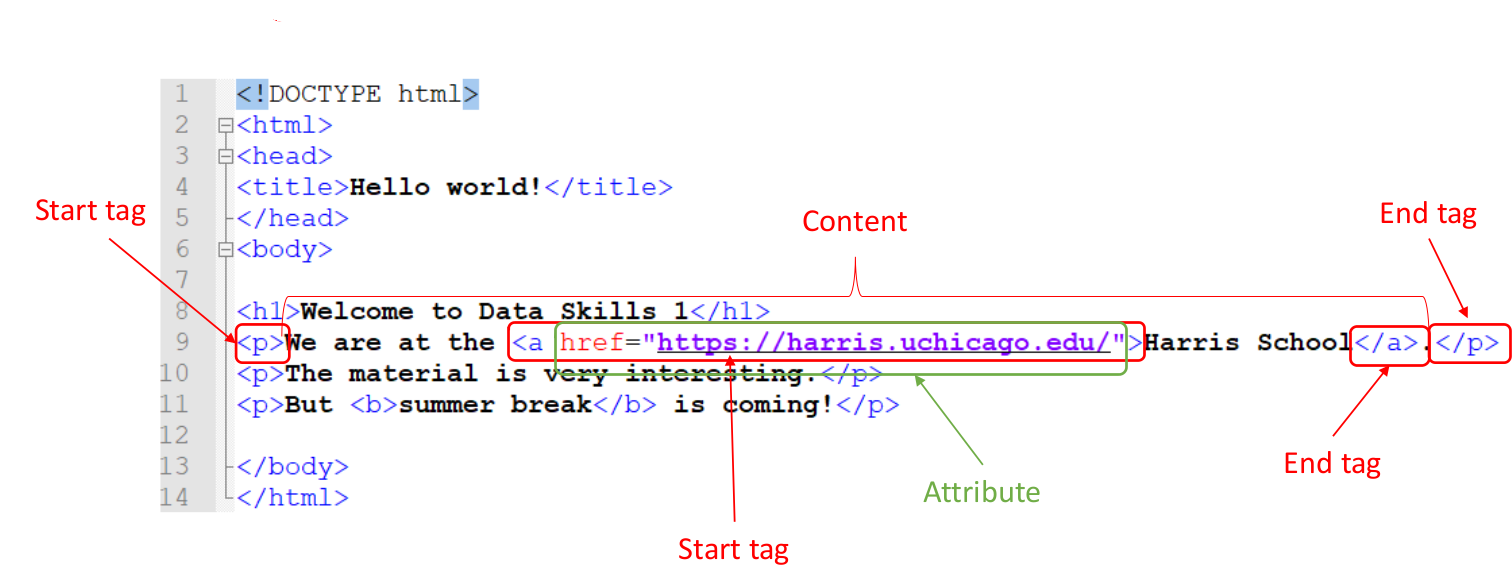 1 <!DOCTYPE html>
2 <html>
3 <head>
4 <title>Hello world!</title>
Start tag
5 </head>
Content
End tag
6 <body>
7
8 <h1>Welcome to Data Skills 1</h1>
9 <p>We are at the <a href="https://harris.uchicago.edu/">Harris School</a>.</p>
10 <p>The material is very interesting.</p>
11 <p>But <b>summer break</b> is coming!</p>
12
13 </body>
End tag
14 </html>
Attribute
Start tag